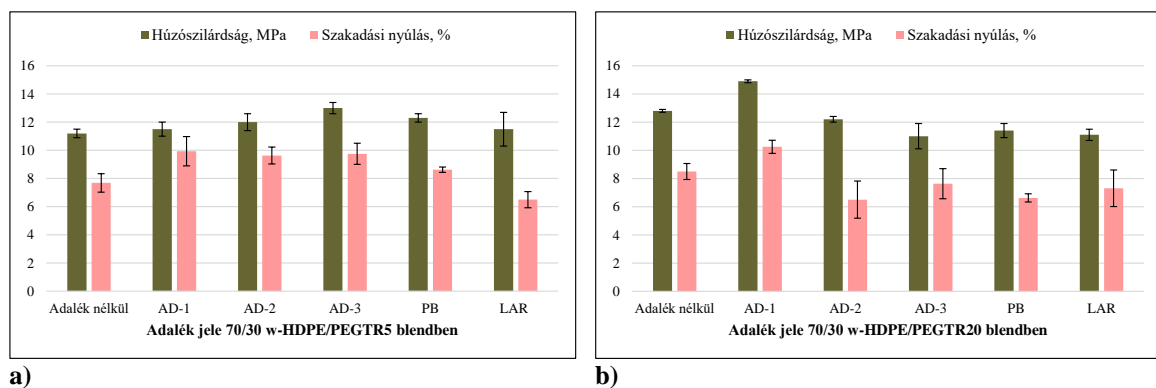 Húzószilárdság, MPa Szakadási nyúlás, %
16
14
12
10
8
6
4
2
0
Adalék nélkül AD-1 AD-2 AD-3 PB LAR
Adalék jele 70/30 w-HDPE/PEGTR5 blendben
a)
Húzószilárdság, MPa Szakadási nyúlás, %
16
14
12
10
8
6
4
2
0
Adalék nélkül AD-1 AD-2 AD-3 PB LAR
Adalék jele 70/30 w-HDPE/PEGTR20 blendben
b)